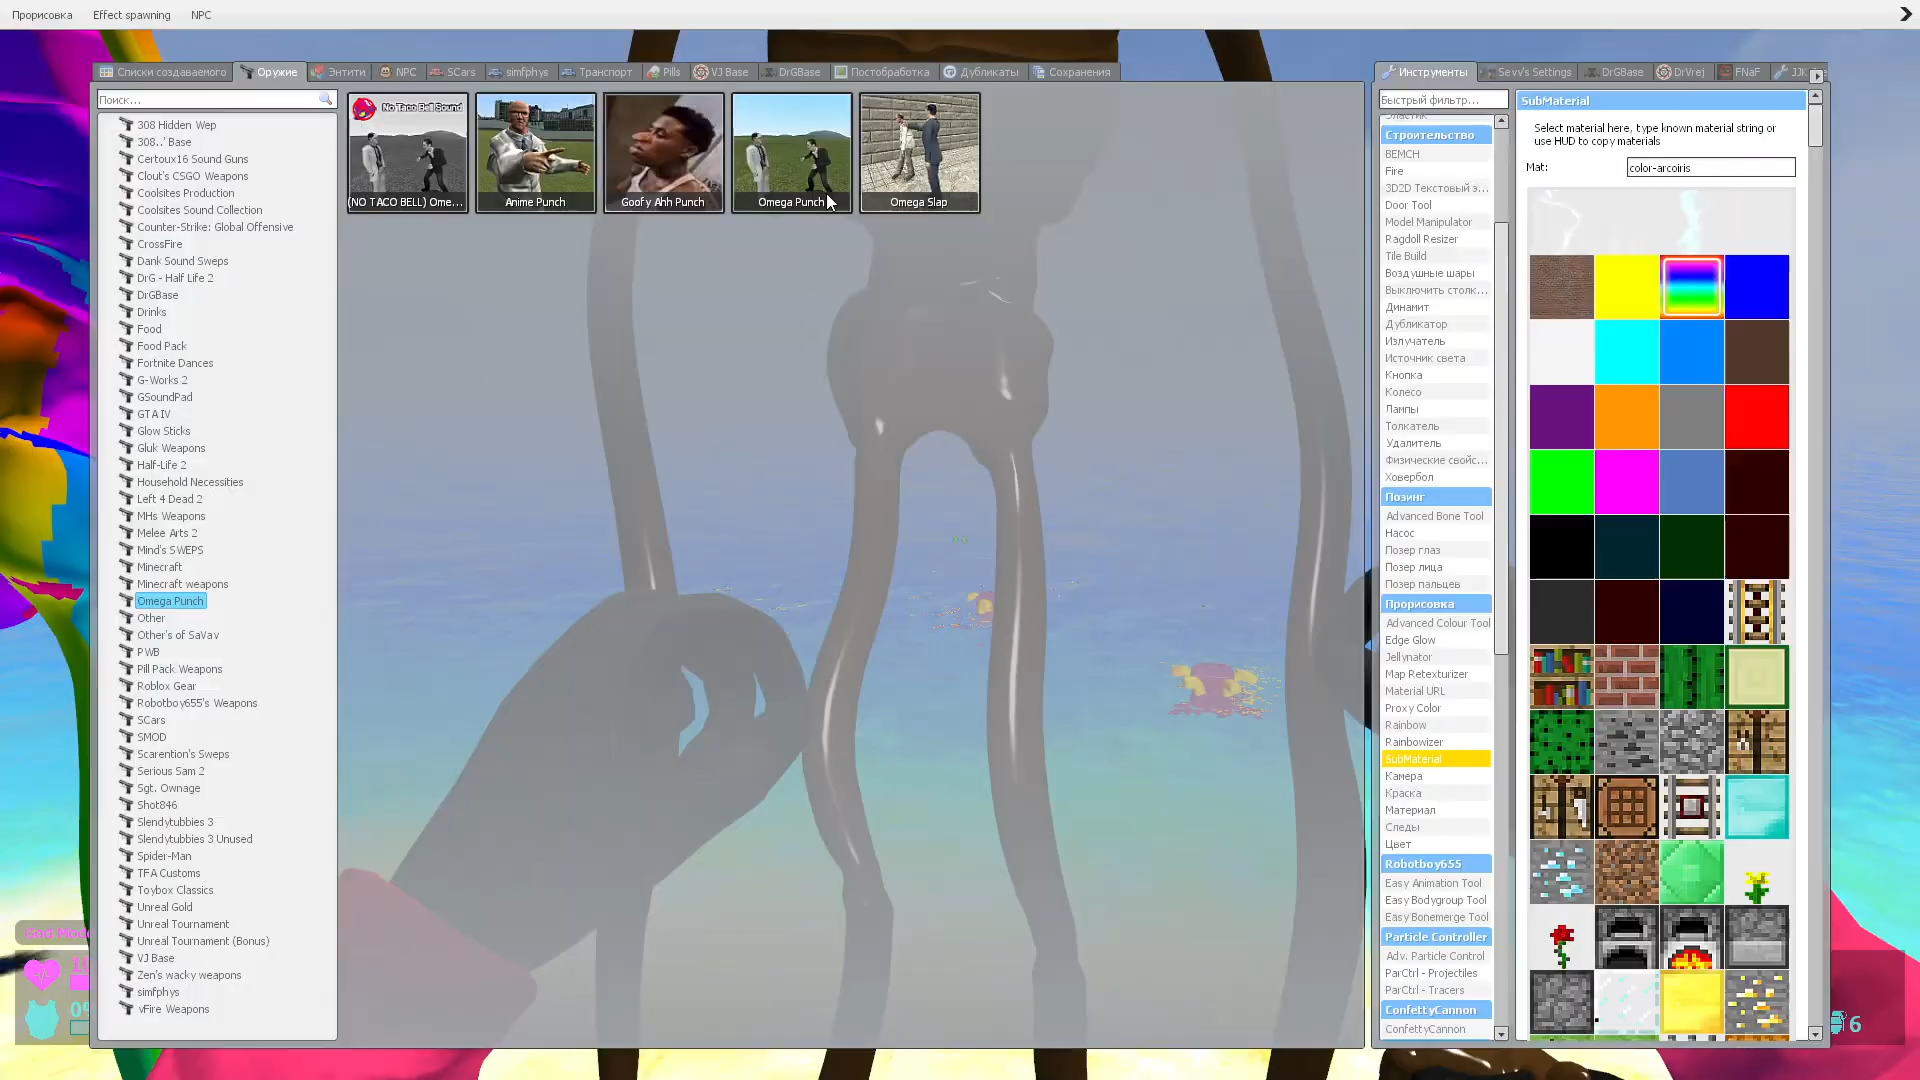 Прорисовка
Effect spawning
NPC
Списки создаваемого
Оружие
Энтити
NPC
SCars
simfphys
Транспорт
Pills
VJ Base
DrGBase
Постобработка
Дубликаты
Сохранения
Поиск...
308 Hidden Wep
308..' Base
Certoux16 Sound Guns
Clout's CSGO Weapons
Coolsites Production
Coolsites Sound Collection
Counter-Strike: Global Offensive
CrossFire
Dank Sound Sweps
DrG - Half Life 2
DrGBase
Drinks
Food
Food Pack
Fortnite Dances
G-Works 2
GSoundPad
GTA IV
Glow Sticks
Gluk Weapons
Half-Life 2
Household Necessities
Left 4 Dead 2
MHs Weapons
Melee Arts 2
Mind's SWEPS
Minecraft
Minecraft weapons
Omega Punch
Other
Other's of SaVav
PWB
Pill Pack Weapons
Roblox Gear
Robotboy655's Weapons
SCars
SMOD
Scarention's Sweps
Serious Sam 2
Sgt. Ownage
Shot846
Slendytubbies 3
Slendytubbies 3 Unused
Spider-Man
TFA Customs
Toybox Classics
Unreal Gold
Unreal Tournament
Unreal Tournament (Bonus)
VJ Base
Zen's wacky weapons
simfphys
vFire Weapons
No Taco Bell Sound
(NO TACO BELL) Ome...
Anime Punch
Goofy Ahh Punch
Omega Punch
Omega Slap
Инструменты
Sevv's Settings
DrGBase
DrVrej
FNaF
Быстрый фильтр...
Эластик
Строительство
BEMCH
Fire
3D2D Текстовый э...
Door Tool
Model Manipulator
Ragdoll Resizer
Tile Build
Воздушные шары
Выключить столк...
Динамит
Дубликатор
Излучатель
Источник света
Кнопка
Колесо
Лампы
Толкатель
Удалитель
Физические свойс...
Ховербол
Позинг
Advanced Bone Tool
Насос
Позер глаз
Позер лица
Позер пальцев
Прорисовка
Advanced Colour Tool
Edge Glow
Jellynator
Map Retexturizer
Material URL
Proxy Color
Rainbow
Rainbowizer
SubMaterial
Камера
Краска
Материал
Следы
Цвет
Robotboy655
Easy Animation Tool
Easy Bodygroup Tool
Easy Bonemerge Tool
Particle Controller
Adv. Particle Control
ParCtrl - Projectiles
ParCtrl - Tracers
ConfettyCannon
ConfettyCannon
SubMaterial
Select material here, type known material string or
use HUD to copy materials
Mat:
color-arcoiris
6